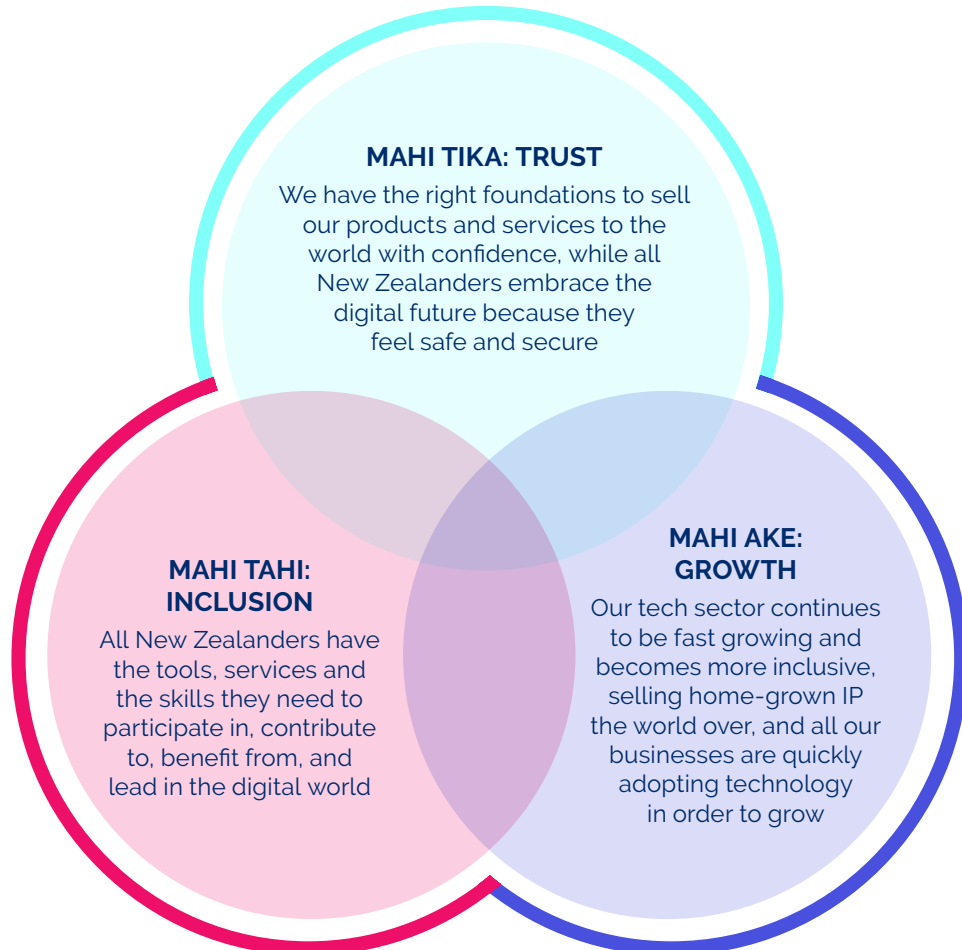 MAHI TIKA: TRUST
We have the right foundations to sell
our products and services to the
world with confidence, while all
New Zealanders embrace the
digital future because they
feel safe and secure
MAHI TAHI:
INCLUSION
All New Zealanders have
the tools, services and
the skills they need to
participate in, contribute
to, benefit from, and
lead in the digital world
MAHI AKE:
GROWTH
Our tech sector continues
to be fast growing and
becomes more inclusive,
selling home-grown IP
the world over, and all our
businesses are quickly
adopting technology
in order to grow